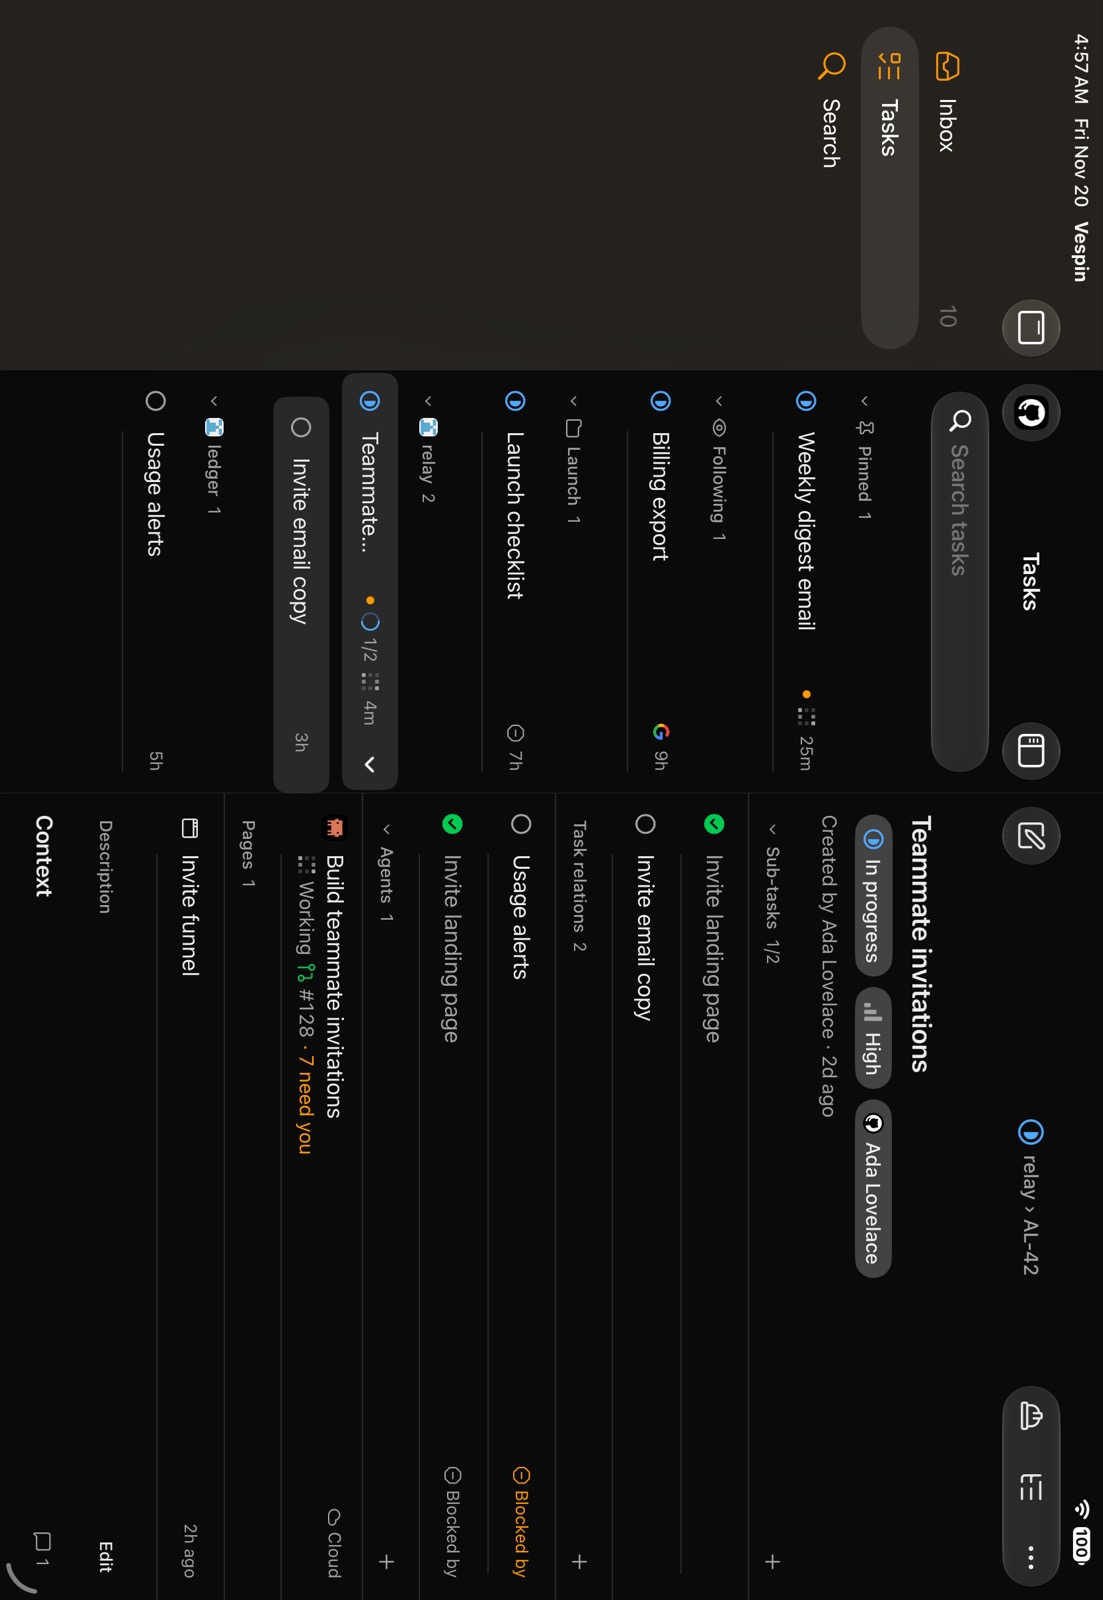 4:57 AM Fri Nov 20 Vespin
100
Inbox 10
Tasks
Search
Tasks
Search tasks
Pinned 1
Weekly digest email 25m
Following 1
Billing export 9h
Launch 1
Launch checklist 7h
relay 2
Teammate... 1/2 4m
Invite email copy 3h
ledger 1
Usage alerts 5h
relay › AL-42
Teammate invitations
In progress High Ada Lovelace
Created by Ada Lovelace · 2d ago
Sub-tasks 1/2
Invite landing page
Invite email copy
Task relations 2
Usage alerts Blocked by
Invite landing page Blocked by
Agents 1
Build teammate invitations Cloud
Working #128 · 7 need you
Pages 1
Invite funnel 2h ago
Description Edit
Context 1